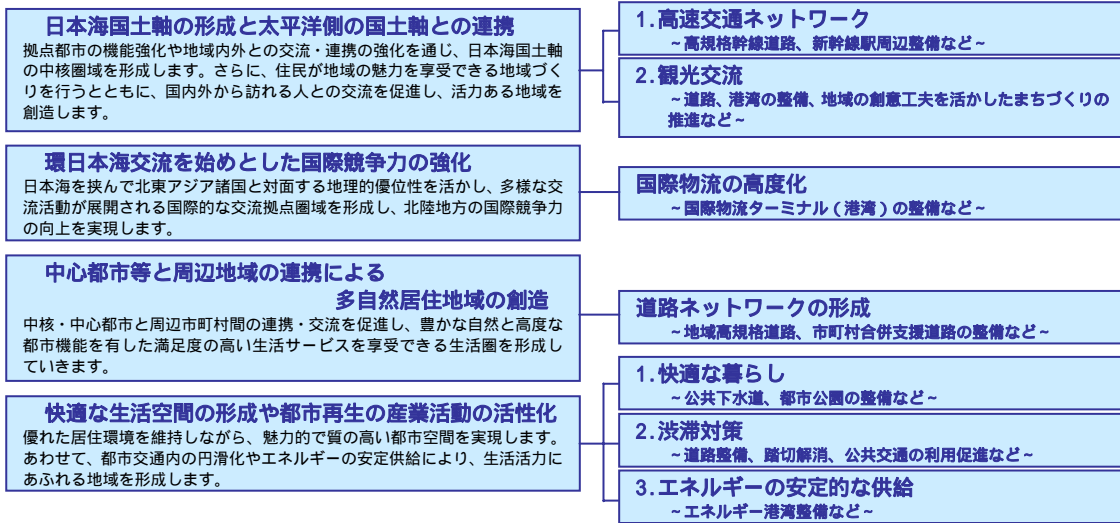 日本海国土軸の形成と太平洋側の国土軸との連携
拠点都市の機能強化や地域内外との交流・連携の強化を通じ、日本海国土軸
の中核圏域を形成します。さらに、住民が地域の魅力を享受できる地域づく
りを行うとともに、国内外から訪れる人との交流を促進し、活力ある地域を
創造します。
1.高速交通ネットワーク
~高規格幹線道路、新幹線駅周辺整備など~
2.観光交流
~道路、港湾の整備、地域の創意工夫を活かしたまちづくりの
推進など~
環日本海交流を始めとした国際競争力の強化
日本海を挟んで北東アジア諸国と対面する地理的優位性を活かし、多様な交
流活動が展開される国際的な交流拠点圏域を形成し、北陸地方の国際競争力
の向上を実現します。
国際物流の高度化
~国際物流ターミナル(港湾)の整備など~
中心都市等と周辺地域の連携による
多自然居住地域の創造
中核・中心都市と周辺市町村間の連携・交流を促進し、豊かな自然と高度な
都市機能を有した満足度の高い生活サービスを享受できる生活圏を形成し
ていきます。
道路ネットワークの形成
~地域高規格道路、市町村合併支援道路の整備など~
快適な生活空間の形成や都市再生の産業活動の活性化
優れた居住環境を維持しながら、魅力的で質の高い都市空間を実現します。
あわせて、都市交通内の円滑化やエネルギーの安定供給により、生活活力に
あふれる地域を形成します。
1.快適な暮らし
~公共下水道、都市公園の整備など~
2.渋滞対策
~道路整備、踏切解消、公共交通の利用促進など~
3.エネルギーの安定的な供給
~エネルギー港湾整備など~